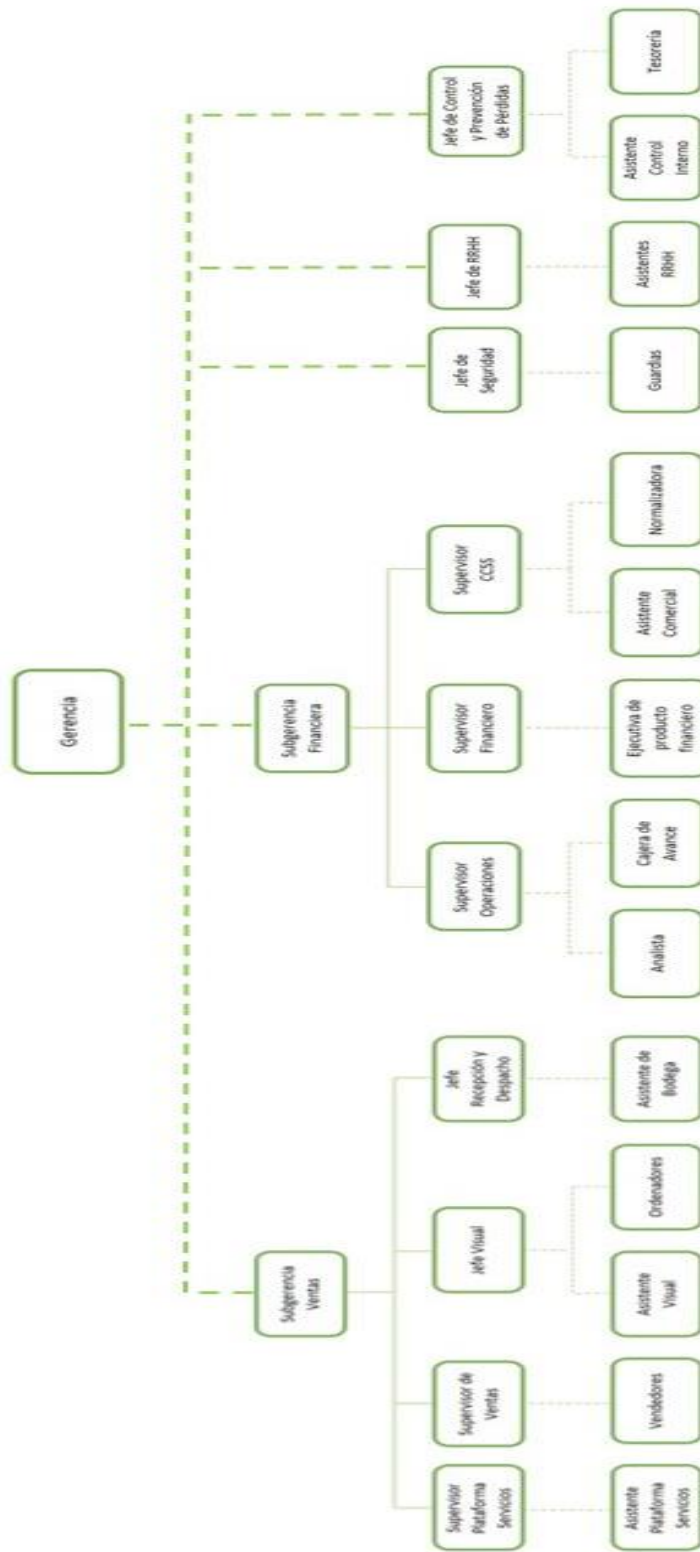 Gerencia
Subgerencia
Ventas
Subgerencia
Financiera
Supervisor
Plataforma
Servicios
Supervisor de
Ventas
Jefe Visual
Jefe
Recepción y
Despacho
Supervisor
Operaciones
Supervisor
Financiero
Supervisor
CCSS
Jefe de
Seguridad
Jefe de RRHH
Jefe de Control
y Prevención
de Pérdidas
Asistente
Plataforma
Servicios
Vendedores
Asistente
Visual
Ordenadores
Asistente de
Bodega
Analista
Cajera de
Avance
Ejecutiva de
producto
financiero
Asistente
Comercial
Normalizadora
Guardias
Asistentes
RRHH
Asistente
Control
Interno
Tesorería